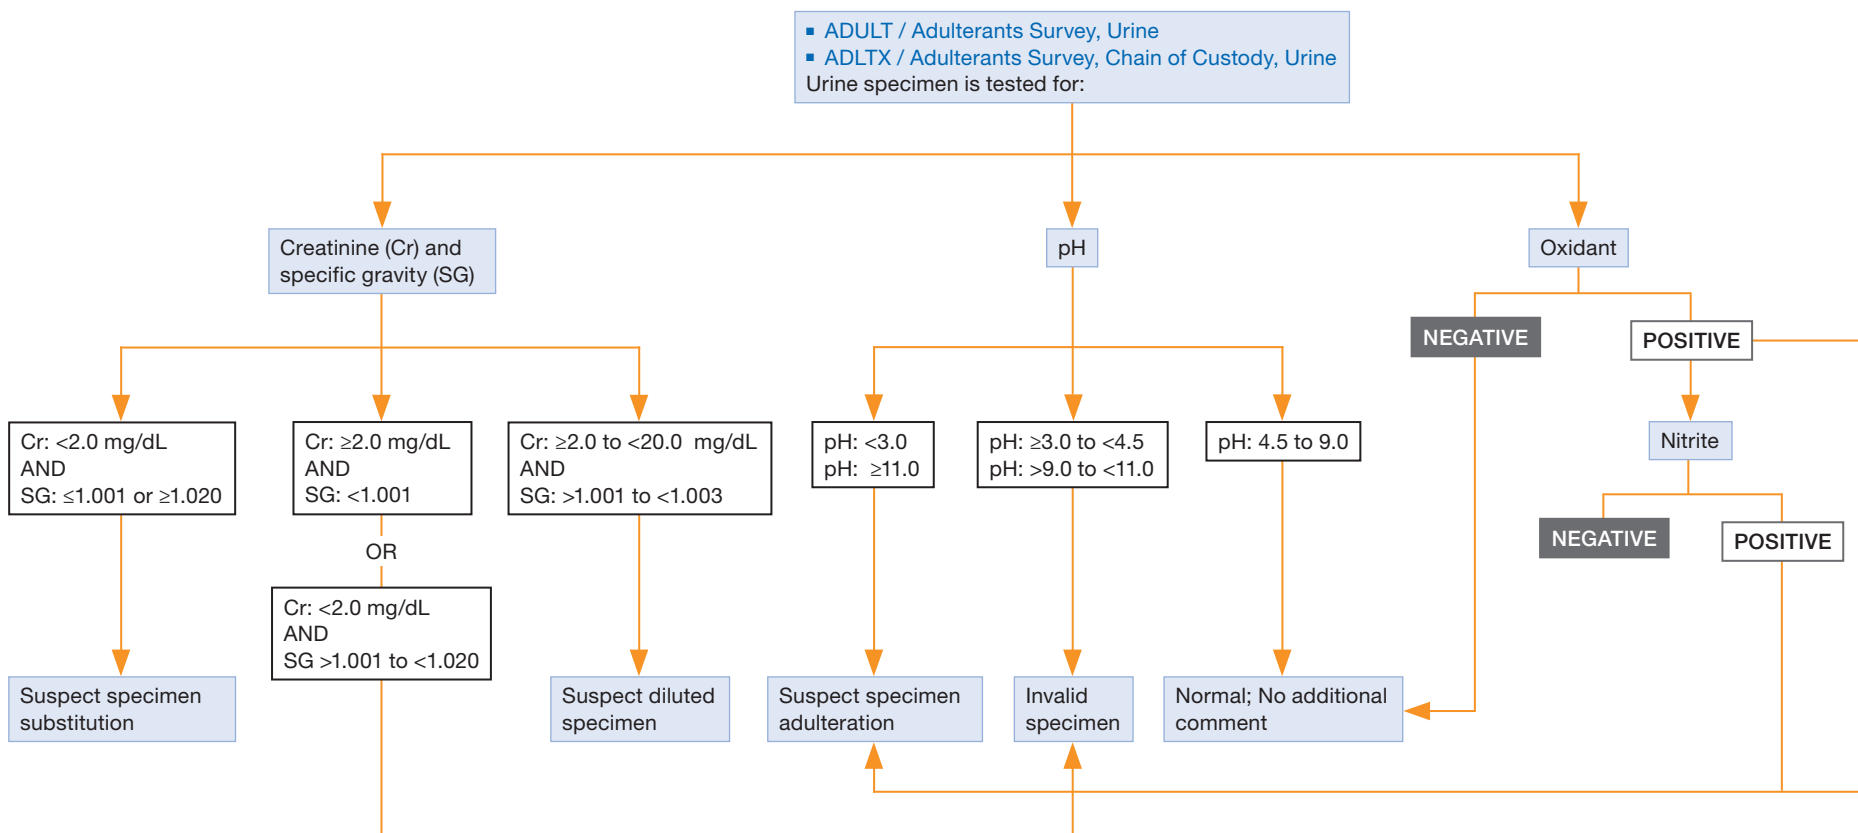 ▪ ADULT / Adulterants Survey, Urine
▪ ADLTX / Adulterants Survey, Chain of Custody, Urine
Urine specimen is tested for:
Creatinine (Cr) and
specific gravity (SG)
pH
Oxidant
NEGATIVE
POSITIVE
Cr: <2.0 mg/dL
AND
SG: ≤1.001 or ≥1.020
Cr: ≥2.0 mg/dL
AND
SG: <1.001
Cr: ≥2.0 to <20.0 mg/dL
AND
SG: >1.001 to <1.003
pH: <3.0
pH: ≥11.0
pH: ≥3.0 to <4.5
pH: >9.0 to <11.0
pH: 4.5 to 9.0
Nitrite
NEGATIVE
POSITIVE
OR
Cr: <2.0 mg/dL
AND
SG >1.001 to <1.020
Suspect specimen
substitution
Suspect diluted
specimen
Suspect specimen
adulteration
Invalid
specimen
Normal; No additional
comment